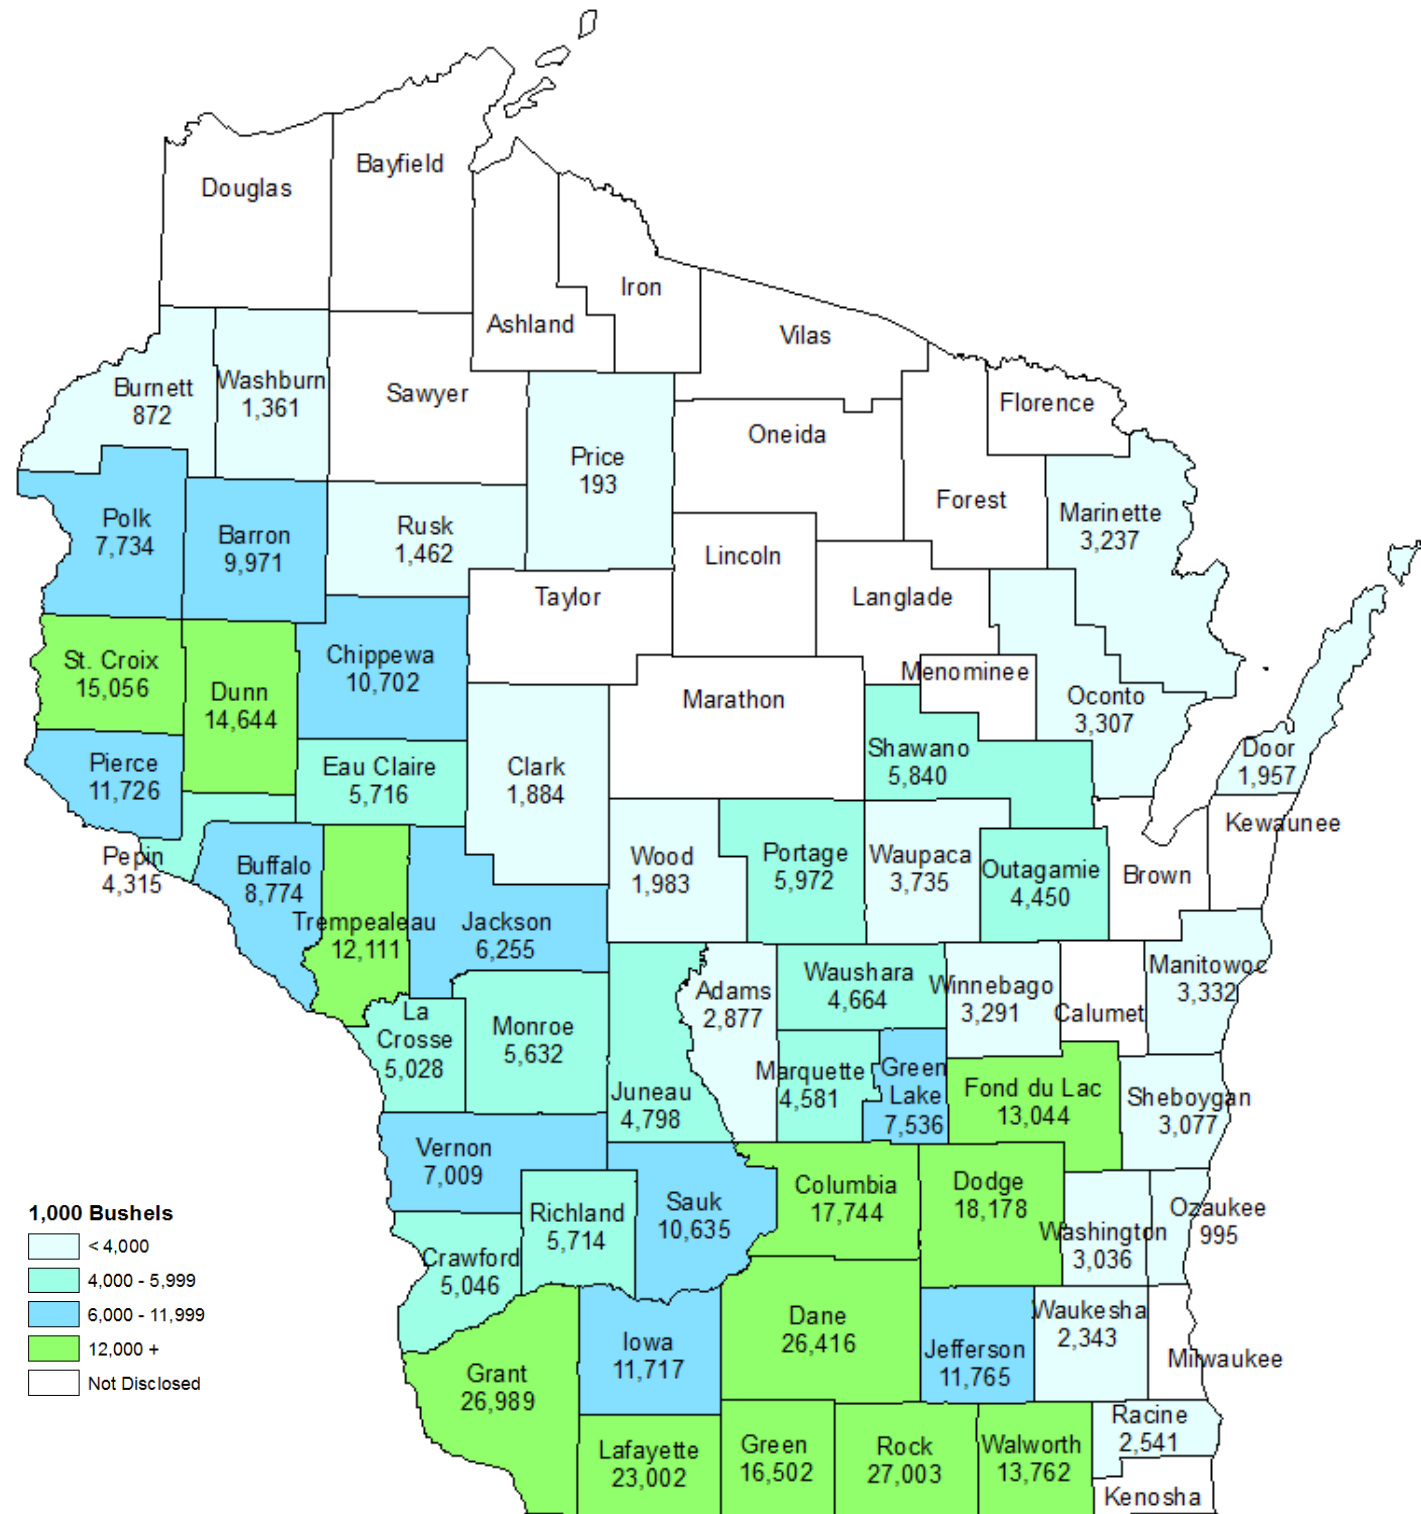 Bayfield
Douglas
Iron
Ashland
Vilas
Burnett
872
Washburn
1,361
Sawyer
Florence
Oneida
Price
193
Forest
Marinette
3,237
Polk
7,734
Barron
9,971
Rusk
1,462
Lincoln
Taylor
Langlade
St. Croix
15,056
Dunn
14,644
Chippewa
10,702
Menominee
Marathon
Oconto
3,307
Pierce
11,726
Eau Claire
5,716
Clark
1,884
Shawano
5,840
Door
1,957
Kewaunee
Pepin
4,315
Buffalo
8,774
Wood
1,983
Portage
5,972
Waupaca
3,735
Outagamie
4,450
Brown
Trempealeau
12,111
Jackson
6,255
Adams
2,877
Waushara
4,664
Winnebago
3,291
Calumet
Manitowoc
3,332
La
Crosse
5,028
Monroe
5,632
Juneau
4,798
Marquette
4,581
Green
Lake
7,536
Fond du Lac
13,044
Sheboygan
3,077
Vernon
7,009
Richland
5,714
Sauk
10,635
Columbia
17,744
Dodge
18,178
Washington
3,036
Ozaukee
995
Crawford
5,046
1,000 Bushels
< 4,000
4,000 - 5,999
6,000 - 11,999
12,000 +
Not Disclosed
Grant
26,989
Iowa
11,717
Dane
26,416
Jefferson
11,765
Waukesha
2,343
Milwaukee
Lafayette
23,002
Green
16,502
Rock
27,003
Walworth
13,762
Racine
2,541
Kenosha